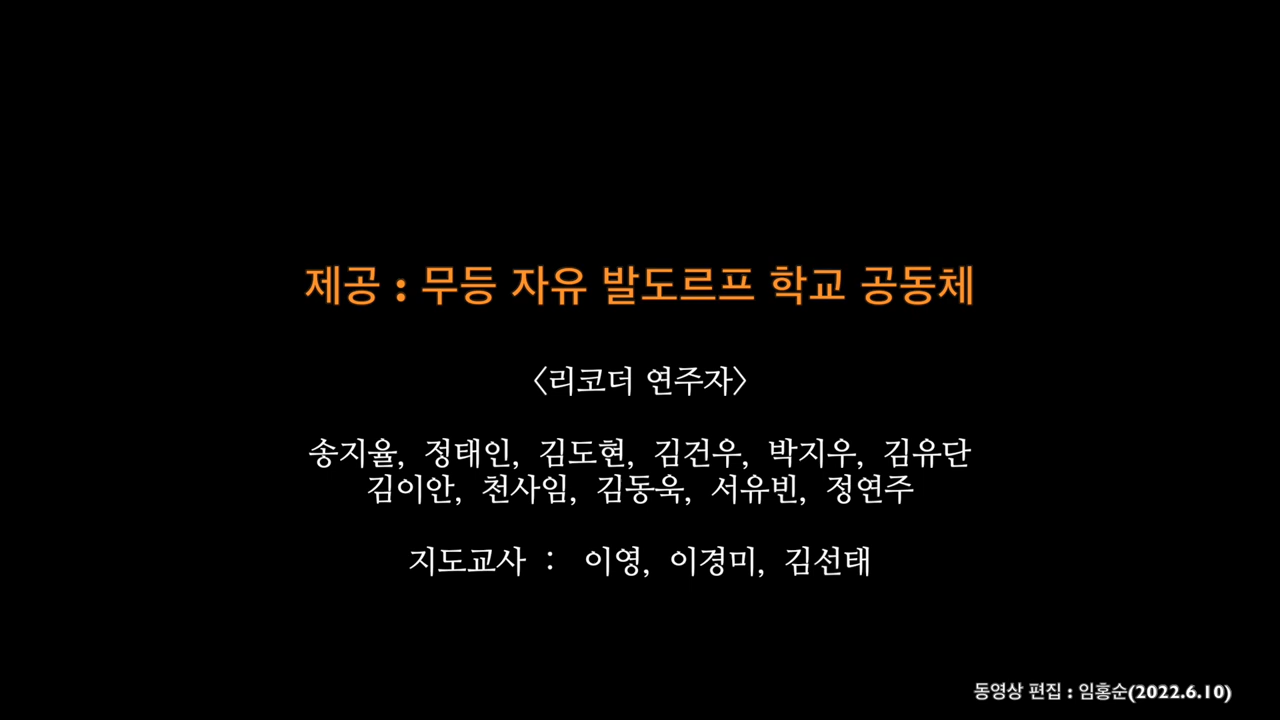 제공 : 무등 자유 발도르프 학교 공동체
〈리코더 연주자〉
송지율, 정태인, 김도현, 김건우, 박지우, 김유단
김이안, 천사임, 김동욱, 서유빈, 정연주
지도교사 : 이영, 이경미, 김선태
동영상 편집 : 임홍순(2022.6.10)